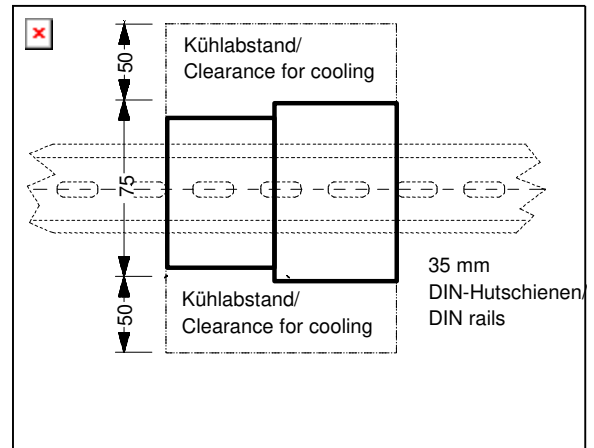 50
Kühlabstand/
Clearance for cooling
75
50
Kühlabstand/
Clearance for cooling
35 mm
DIN-Hutschienen/
DIN rails